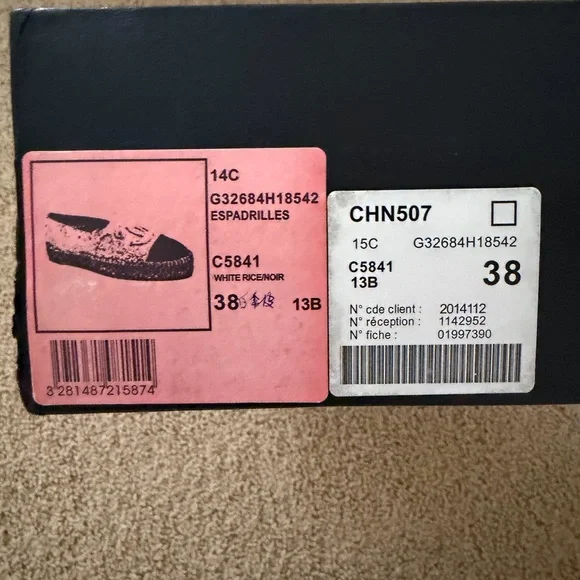 14C
G32684H18542
ESPADRILLES
C5841
WHITE RICE/NOIR
38 13B
3 281487 215874
CHN507
15C G32684H18542
C5841 38
13B
N° cde client : 2014112
N° réception : 1142952
N° fiche : 01997390